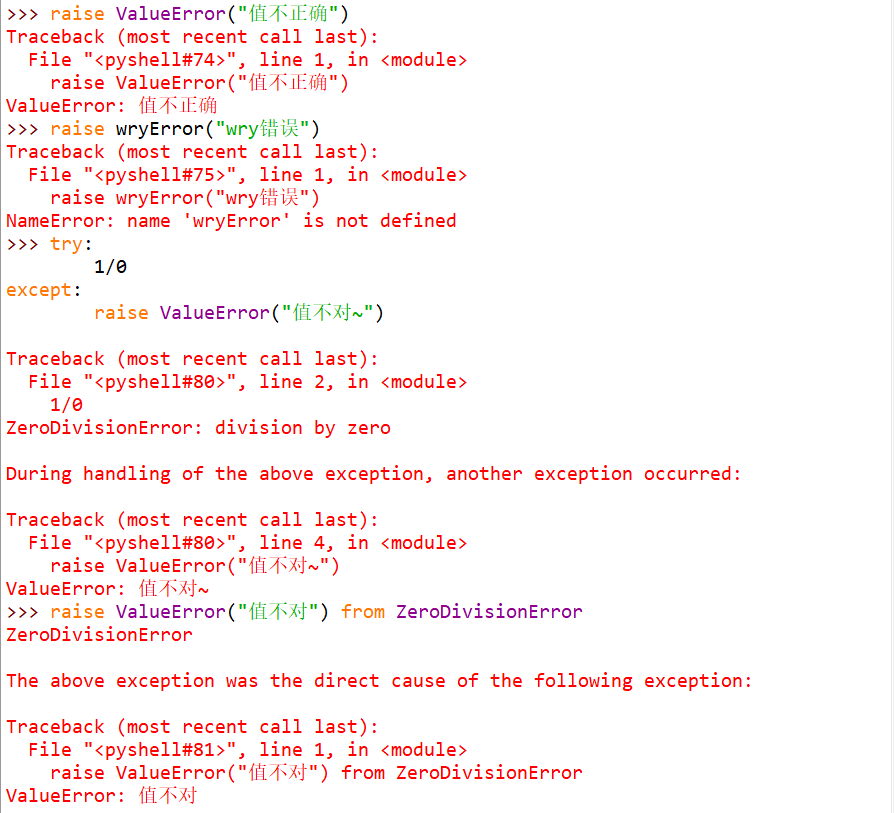 >>> raise ValueError("值不正确")
Traceback (most recent call last):
  File "<pyshell#74>", line 1, in <module>
    raise ValueError("值不正确")
ValueError: 值不正确
>>> raise wryError("wry错误")
Traceback (most recent call last):
  File "<pyshell#75>", line 1, in <module>
    raise wryError("wry错误")
NameError: name 'wryError' is not defined
>>> try:
        1/0
except:
        raise ValueError("值不对~")
Traceback (most recent call last):
  File "<pyshell#80>", line 2, in <module>
    1/0
ZeroDivisionError: division by zero
During handling of the above exception, another exception occurred:
Traceback (most recent call last):
  File "<pyshell#80>", line 4, in <module>
    raise ValueError("值不对~")
ValueError: 值不对~
>>> raise ValueError("值不对") from ZeroDivisionError
ZeroDivisionError
The above exception was the direct cause of the following exception:
Traceback (most recent call last):
  File "<pyshell#81>", line 1, in <module>
    raise ValueError("值不对") from ZeroDivisionError
ValueError: 值不对